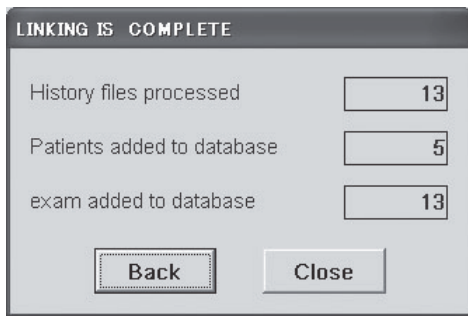 LINKING IS COMPLETE
History files processed 13
Patients added to database 5
exam added to database 13
Back Close